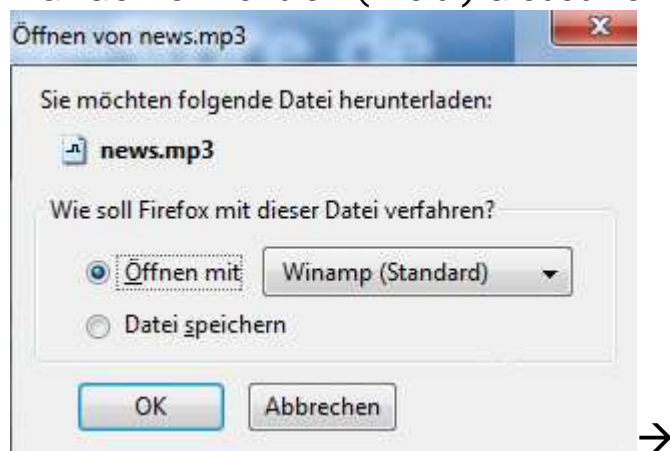 Öffnen von news.mp3
Sie möchten folgende Datei herunterladen:
news.mp3
Wie soll Firefox mit dieser Datei verfahren?
Öffnen mit Winamp (Standard)
Datei speichern
OK Abbrechen
→